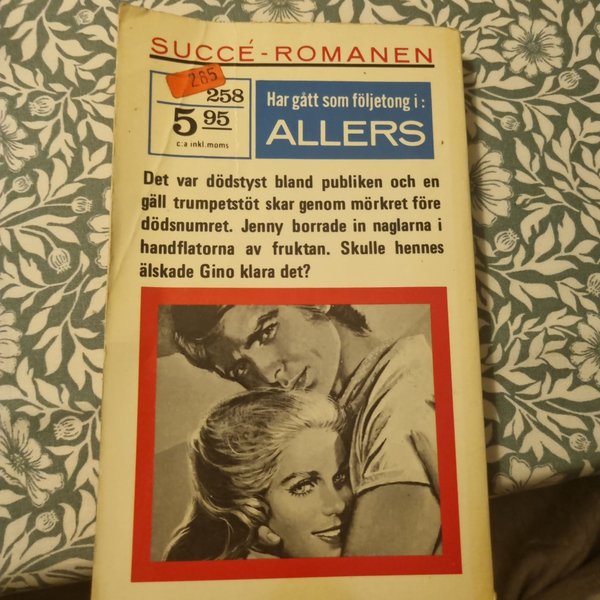 SUCCÉ-ROMANEN
285
258
5 95
c:a inkl.moms
Har gått som följetong i:
ALLERS
Det var dödstyst bland publiken och en
gäll trumpetstöt skar genom mörkret före
dödsnumret. Jenny borrade in naglarna i
handflatorna av fruktan. Skulle hennes
älskade Gino klara det?